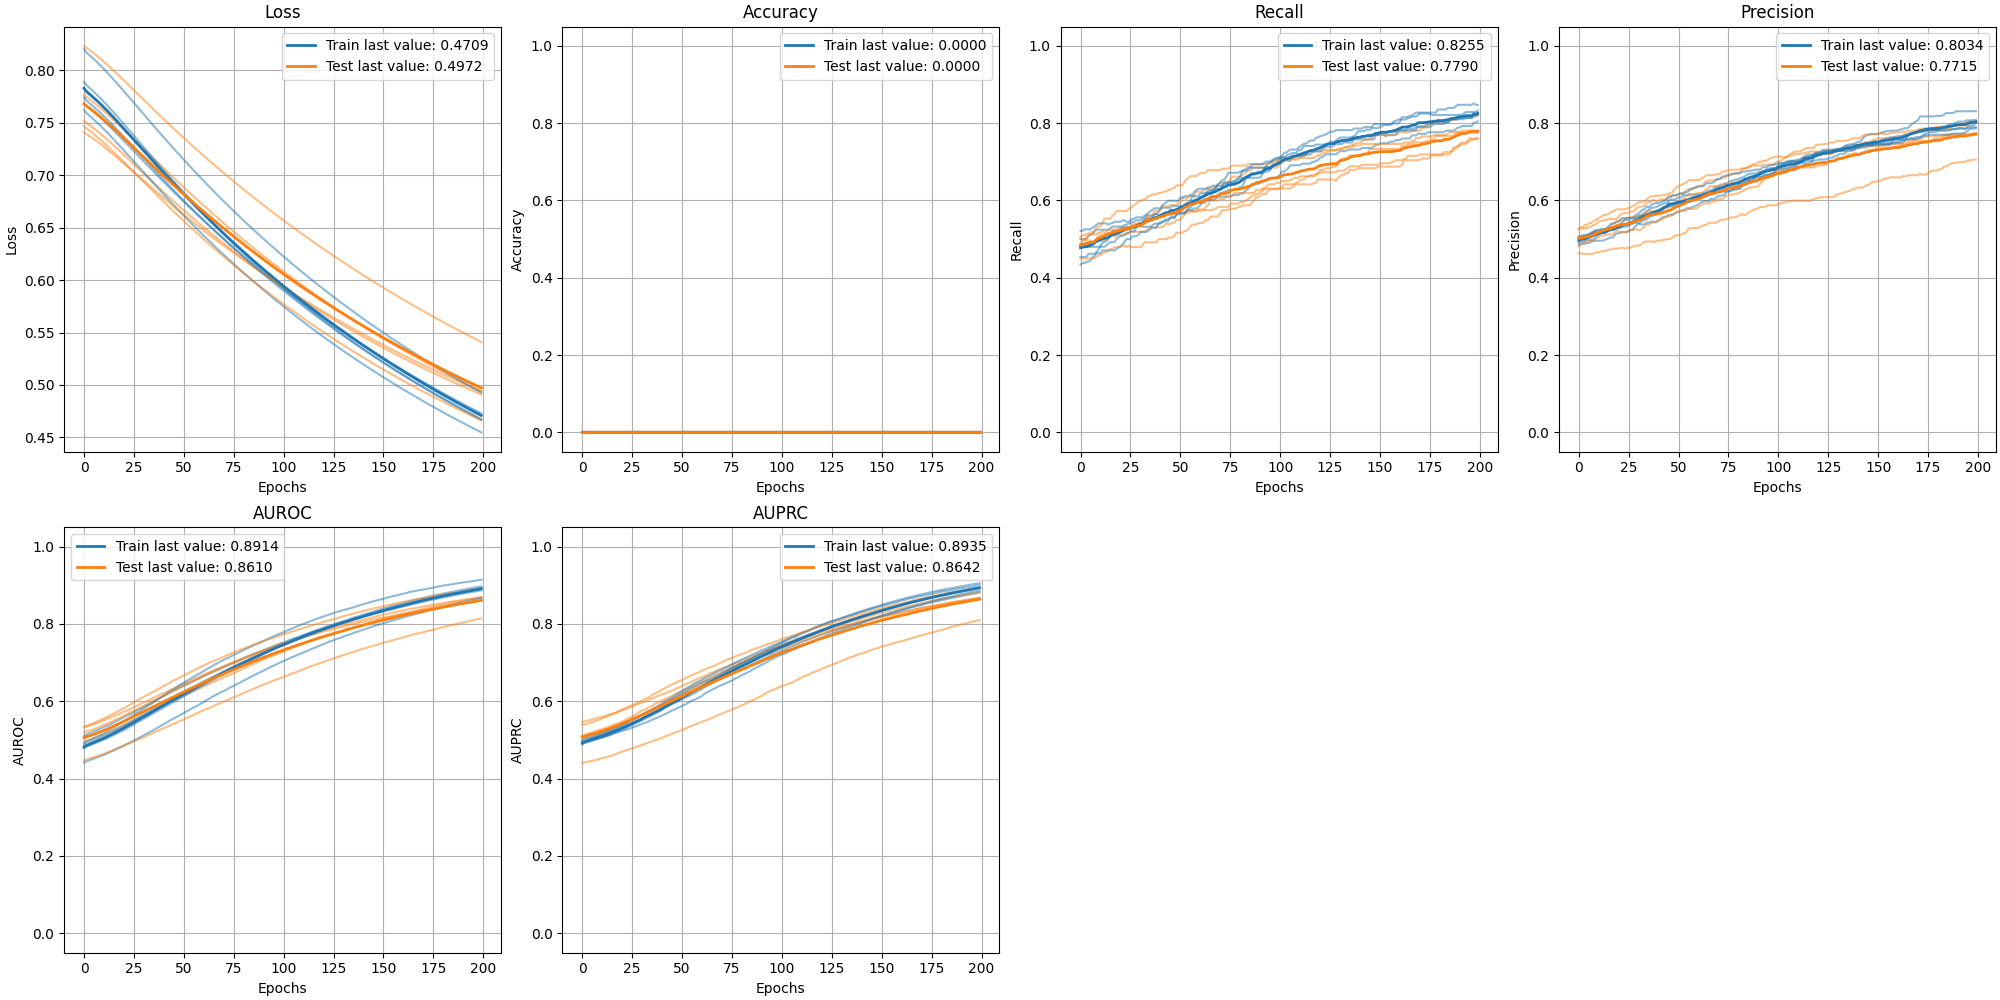 Loss
Train last value: 0.4709
Test last value: 0.4972
0.80
0.75
0.70
0.65
0.60
0.55
0.50
0.45
Loss
0 25 50 75 100 125 150 175 200
Epochs
Accuracy
Train last value: 0.0000
Test last value: 0.0000
1.0
0.8
0.6
0.4
0.2
0.0
Accuracy
0 25 50 75 100 125 150 175 200
Epochs
Recall
Train last value: 0.8255
Test last value: 0.7790
1.0
0.8
0.6
0.4
0.2
0.0
Recall
0 25 50 75 100 125 150 175 200
Epochs
Precision
Train last value: 0.8034
Test last value: 0.7715
1.0
0.8
0.6
0.4
0.2
0.0
Precision
0 25 50 75 100 125 150 175 200
Epochs
AUROC
Train last value: 0.8914
Test last value: 0.8610
1.0
0.8
0.6
0.4
0.2
0.0
AUROC
0 25 50 75 100 125 150 175 200
Epochs
AUPRC
Train last value: 0.8935
Test last value: 0.8642
1.0
0.8
0.6
0.4
0.2
0.0
AUPRC
0 25 50 75 100 125 150 175 200
Epochs